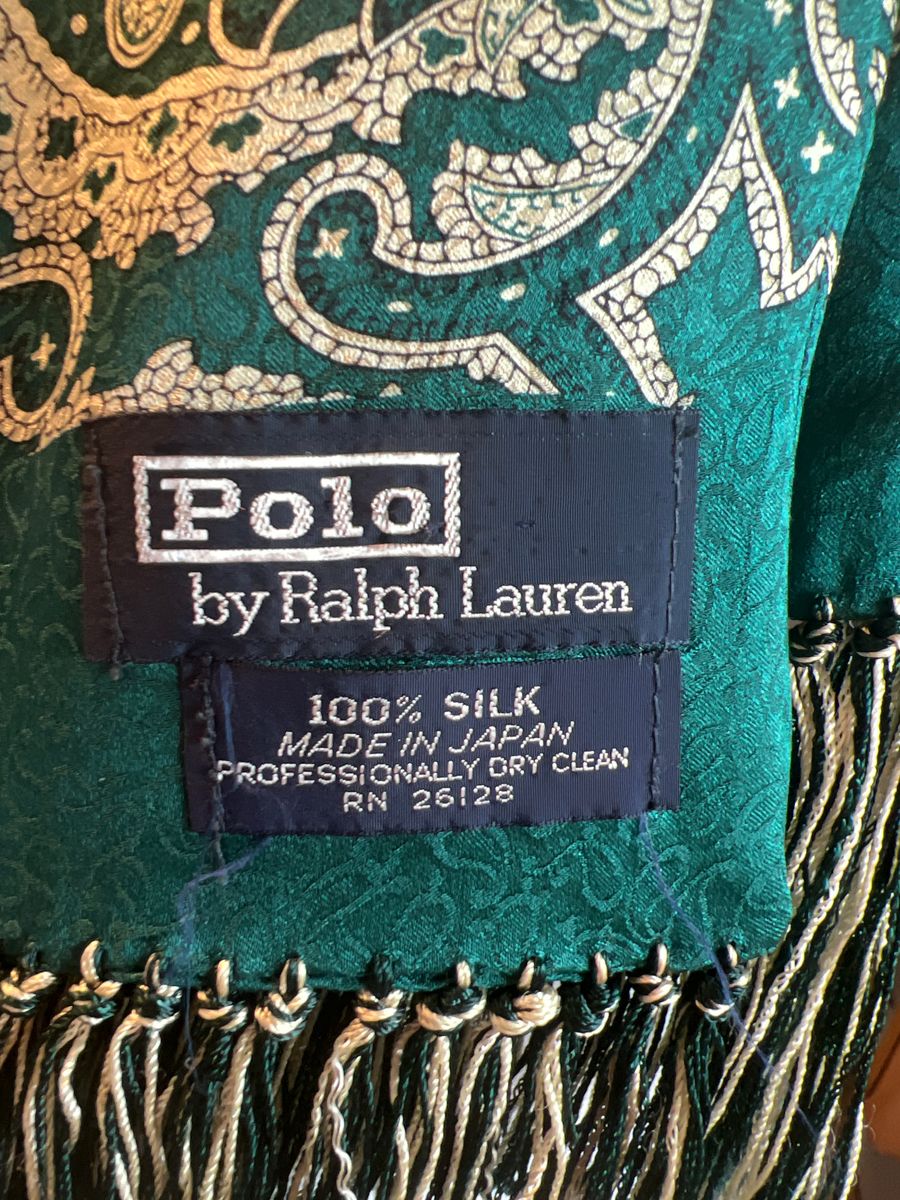 Polo
by Ralph Lauren
100% SILK
MADE IN JAPAN
PROFESSIONALLY DRY CLEAN
RN 26128